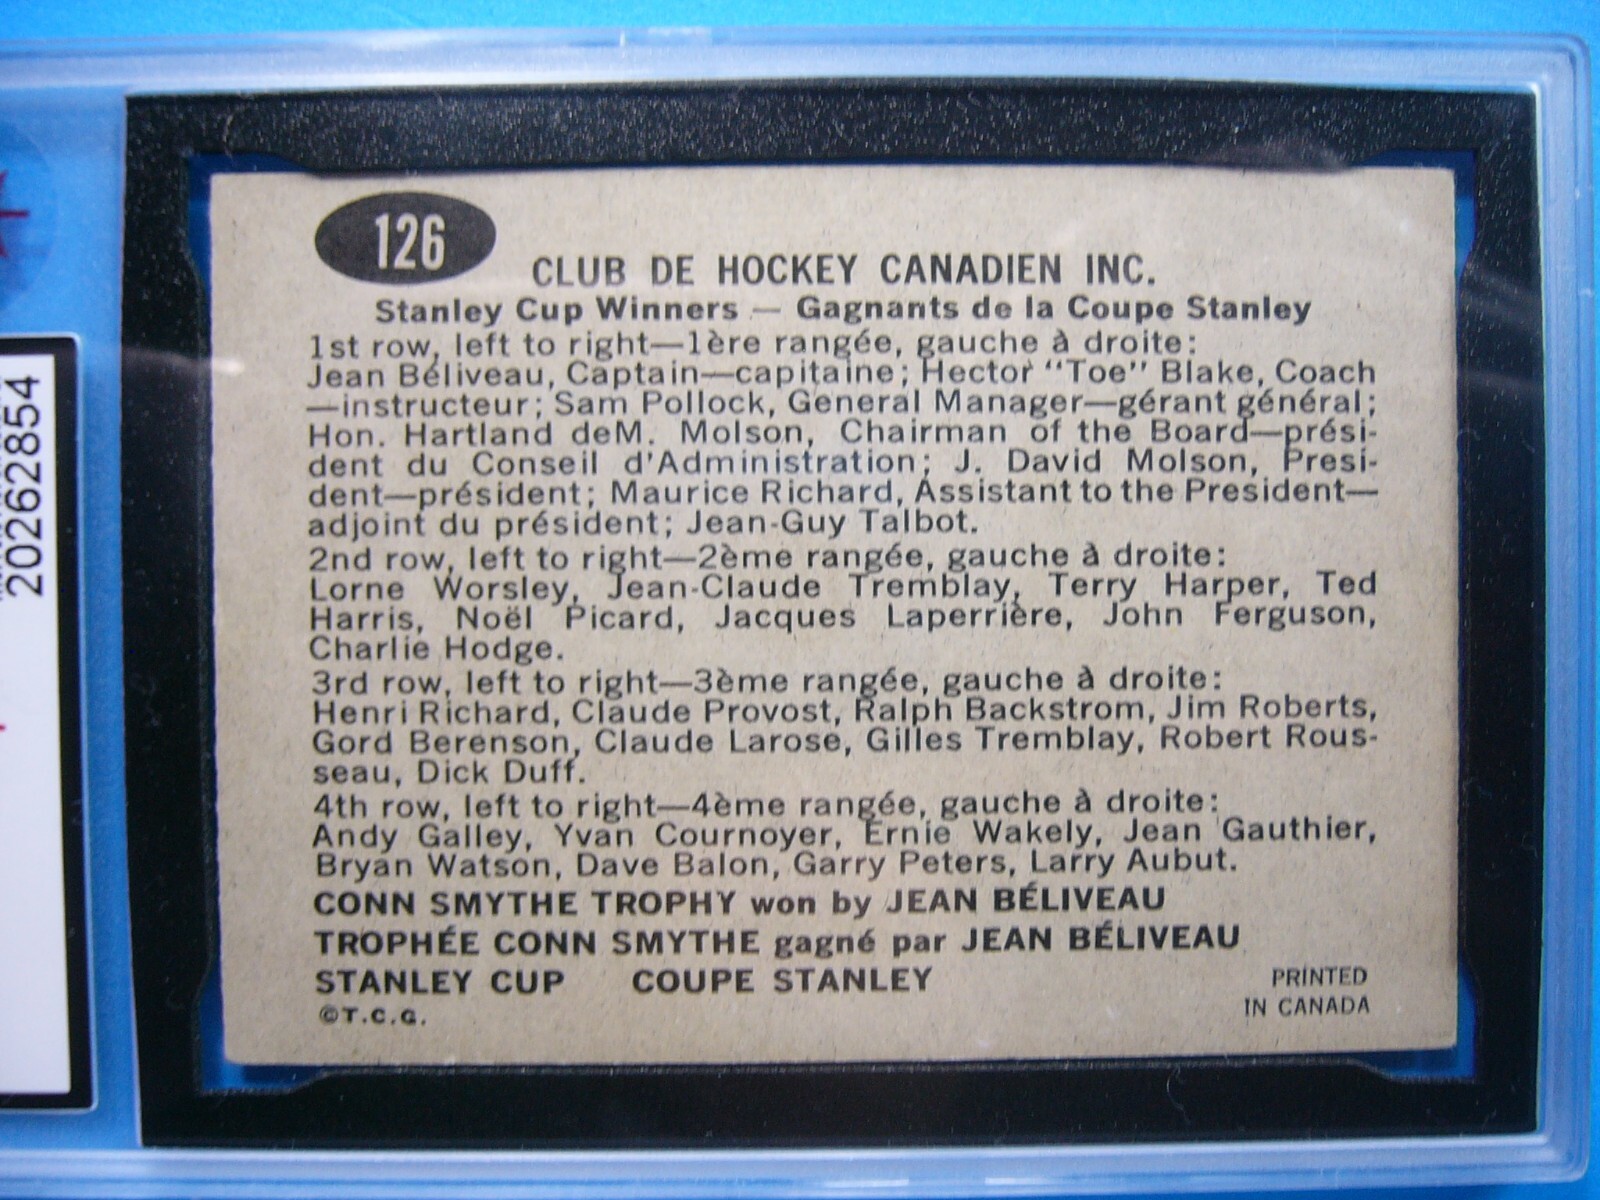 126
CLUB DE HOCKEY CANADIEN INC.
Stanley Cup Winners — Gagnants de la Coupe Stanley
1st row, left to right—1ère rangée, gauche à droite:
Jean Béliveau, Captain—capitaine; Hector "Toe" Blake, Coach
—instructeur; Sam Pollock, General Manager—gérant général;
Hon. Hartland deM. Molson, Chairman of the Board—prési-
dent du Conseil d'Administration; J. David Molson, Presi-
dent—président; Maurice Richard, Assistant to the President—
adjoint du président; Jean-Guy Talbot.
2nd row, left to right—2ème rangée, gauche à droite:
Lorne Worsley, Jean-Claude Tremblay, Terry Harper, Ted
Harris, Noël Picard, Jacques Laperrière, John Ferguson,
Charlie Hodge.
3rd row, left to right—3ème rangée, gauche à droite:
Henri Richard, Claude Provost, Ralph Backstrom, Jim Roberts,
Gord Berenson, Claude Larose, Gilles Tremblay, Robert Rous-
seau, Dick Duff.
4th row, left to right—4ème rangée, gauche à droite:
Andy Galley, Yvan Cournoyer, Ernie Wakely, Jean Gauthier,
Bryan Watson, Dave Balon, Garry Peters, Larry Aubut.
CONN SMYTHE TROPHY won by JEAN BÉLIVEAU
TROPHÉE CONN SMYTHE gagné par JEAN BÉLIVEAU
STANLEY CUP COUPE STANLEY
©T.C.G.
PRINTED
IN CANADA
20262854